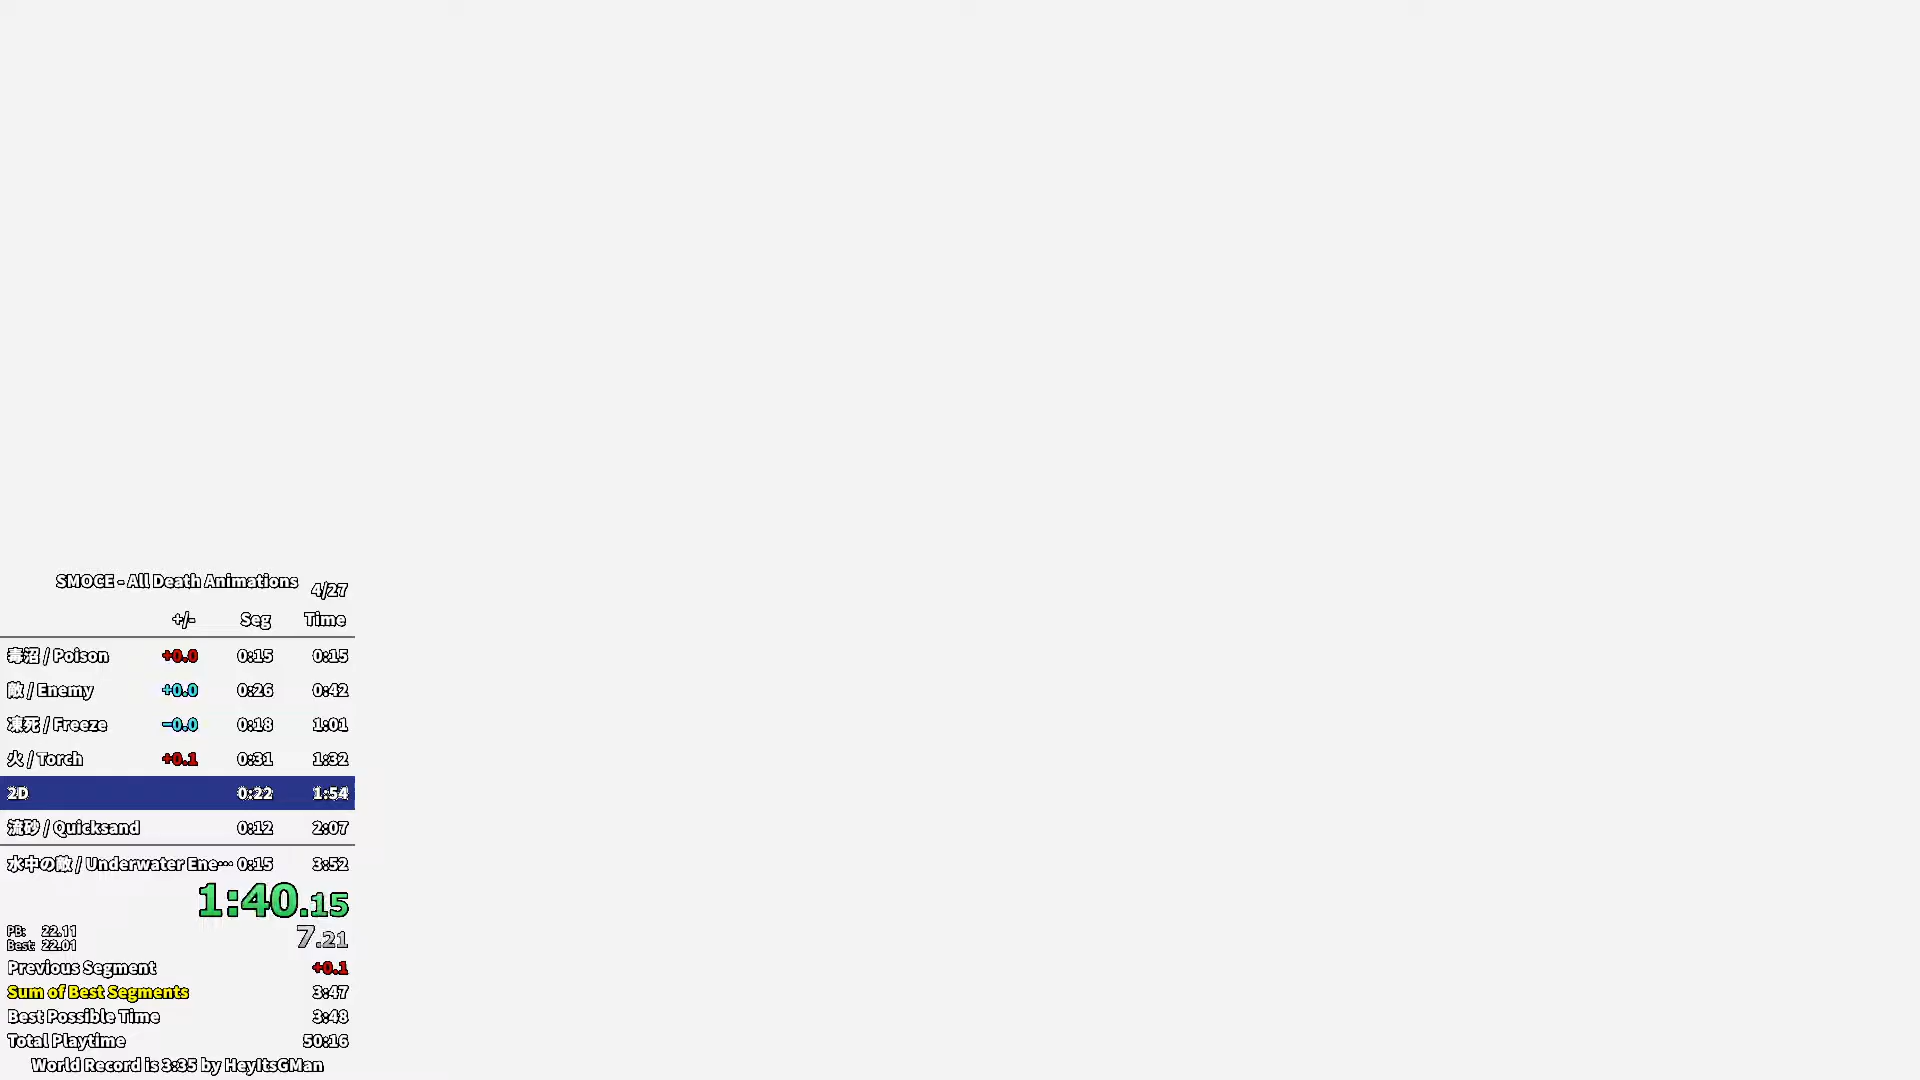 SMOCE - All Death Animations
4/27
+/- Seg Time
毒沼 / Poison +0.0 0:15 0:15
敵 / Enemy +0.0 0:26 0:42
凍死 / Freeze −0.0 0:18 1:01
火 / Torch +0.1 0:31 1:32
2D 0:22 1:54
流砂 / Quicksand 0:12 2:07
水中の敵 / Underwater Ene… 0:15 3:52
1:40.15
PB: 22.11
Best: 22.01
7.21
Previous Segment +0.1
Sum of Best Segments 3:47
Best Possible Time 3:48
Total Playtime 50:16
World Record is 3:35 by HeyItsGMan